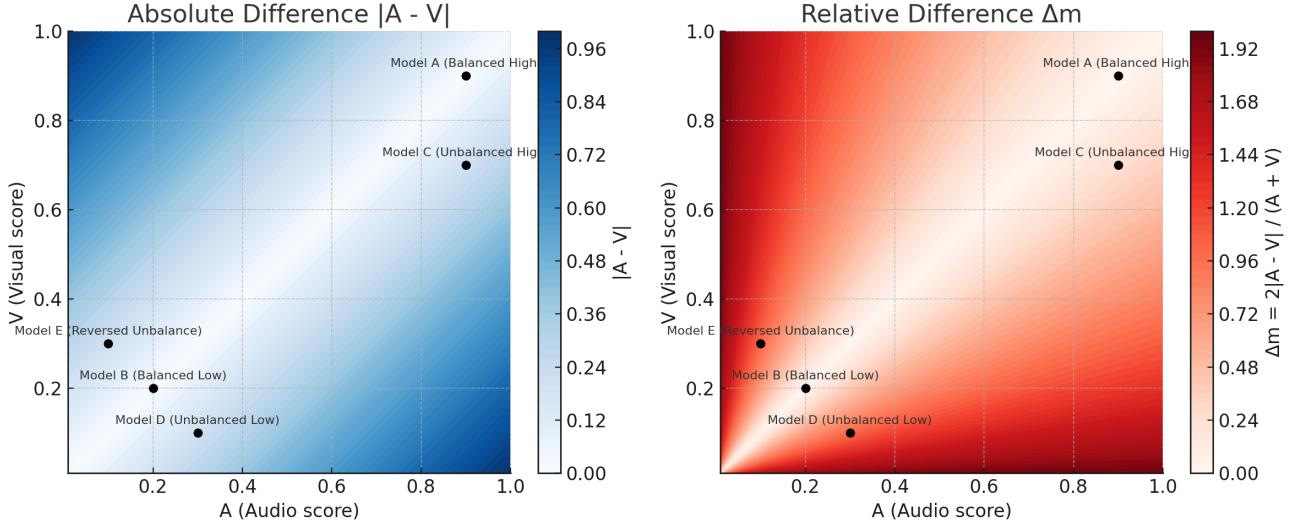 Absolute Difference |A - V|
1.0
0.8
0.6
0.4
0.2
V (Visual score)
Model A (Balanced High
Model C (Unbalanced Hig
Model E (Reversed Unbalance)
Model B (Balanced Low)
Model D (Unbalanced Low)
0.2
0.4
0.6
0.8
1.0
A (Audio score)
0.96
0.84
0.72
0.60
0.48
0.36
0.24
0.12
0.00
|A - V|
Relative Difference Δm
1.0
0.8
0.6
0.4
0.2
V (Visual score)
Model A (Balanced High
Model C (Unbalanced High
Model E (Reversed Unbalance)
Model B (Balanced Low)
Model D (Unbalanced Low)
0.2
0.4
0.6
0.8
1.0
A (Audio score)
1.92
1.68
1.44
1.20
0.96
0.72
0.48
0.24
0.00
Δm = 2|A - V| / (A + V)